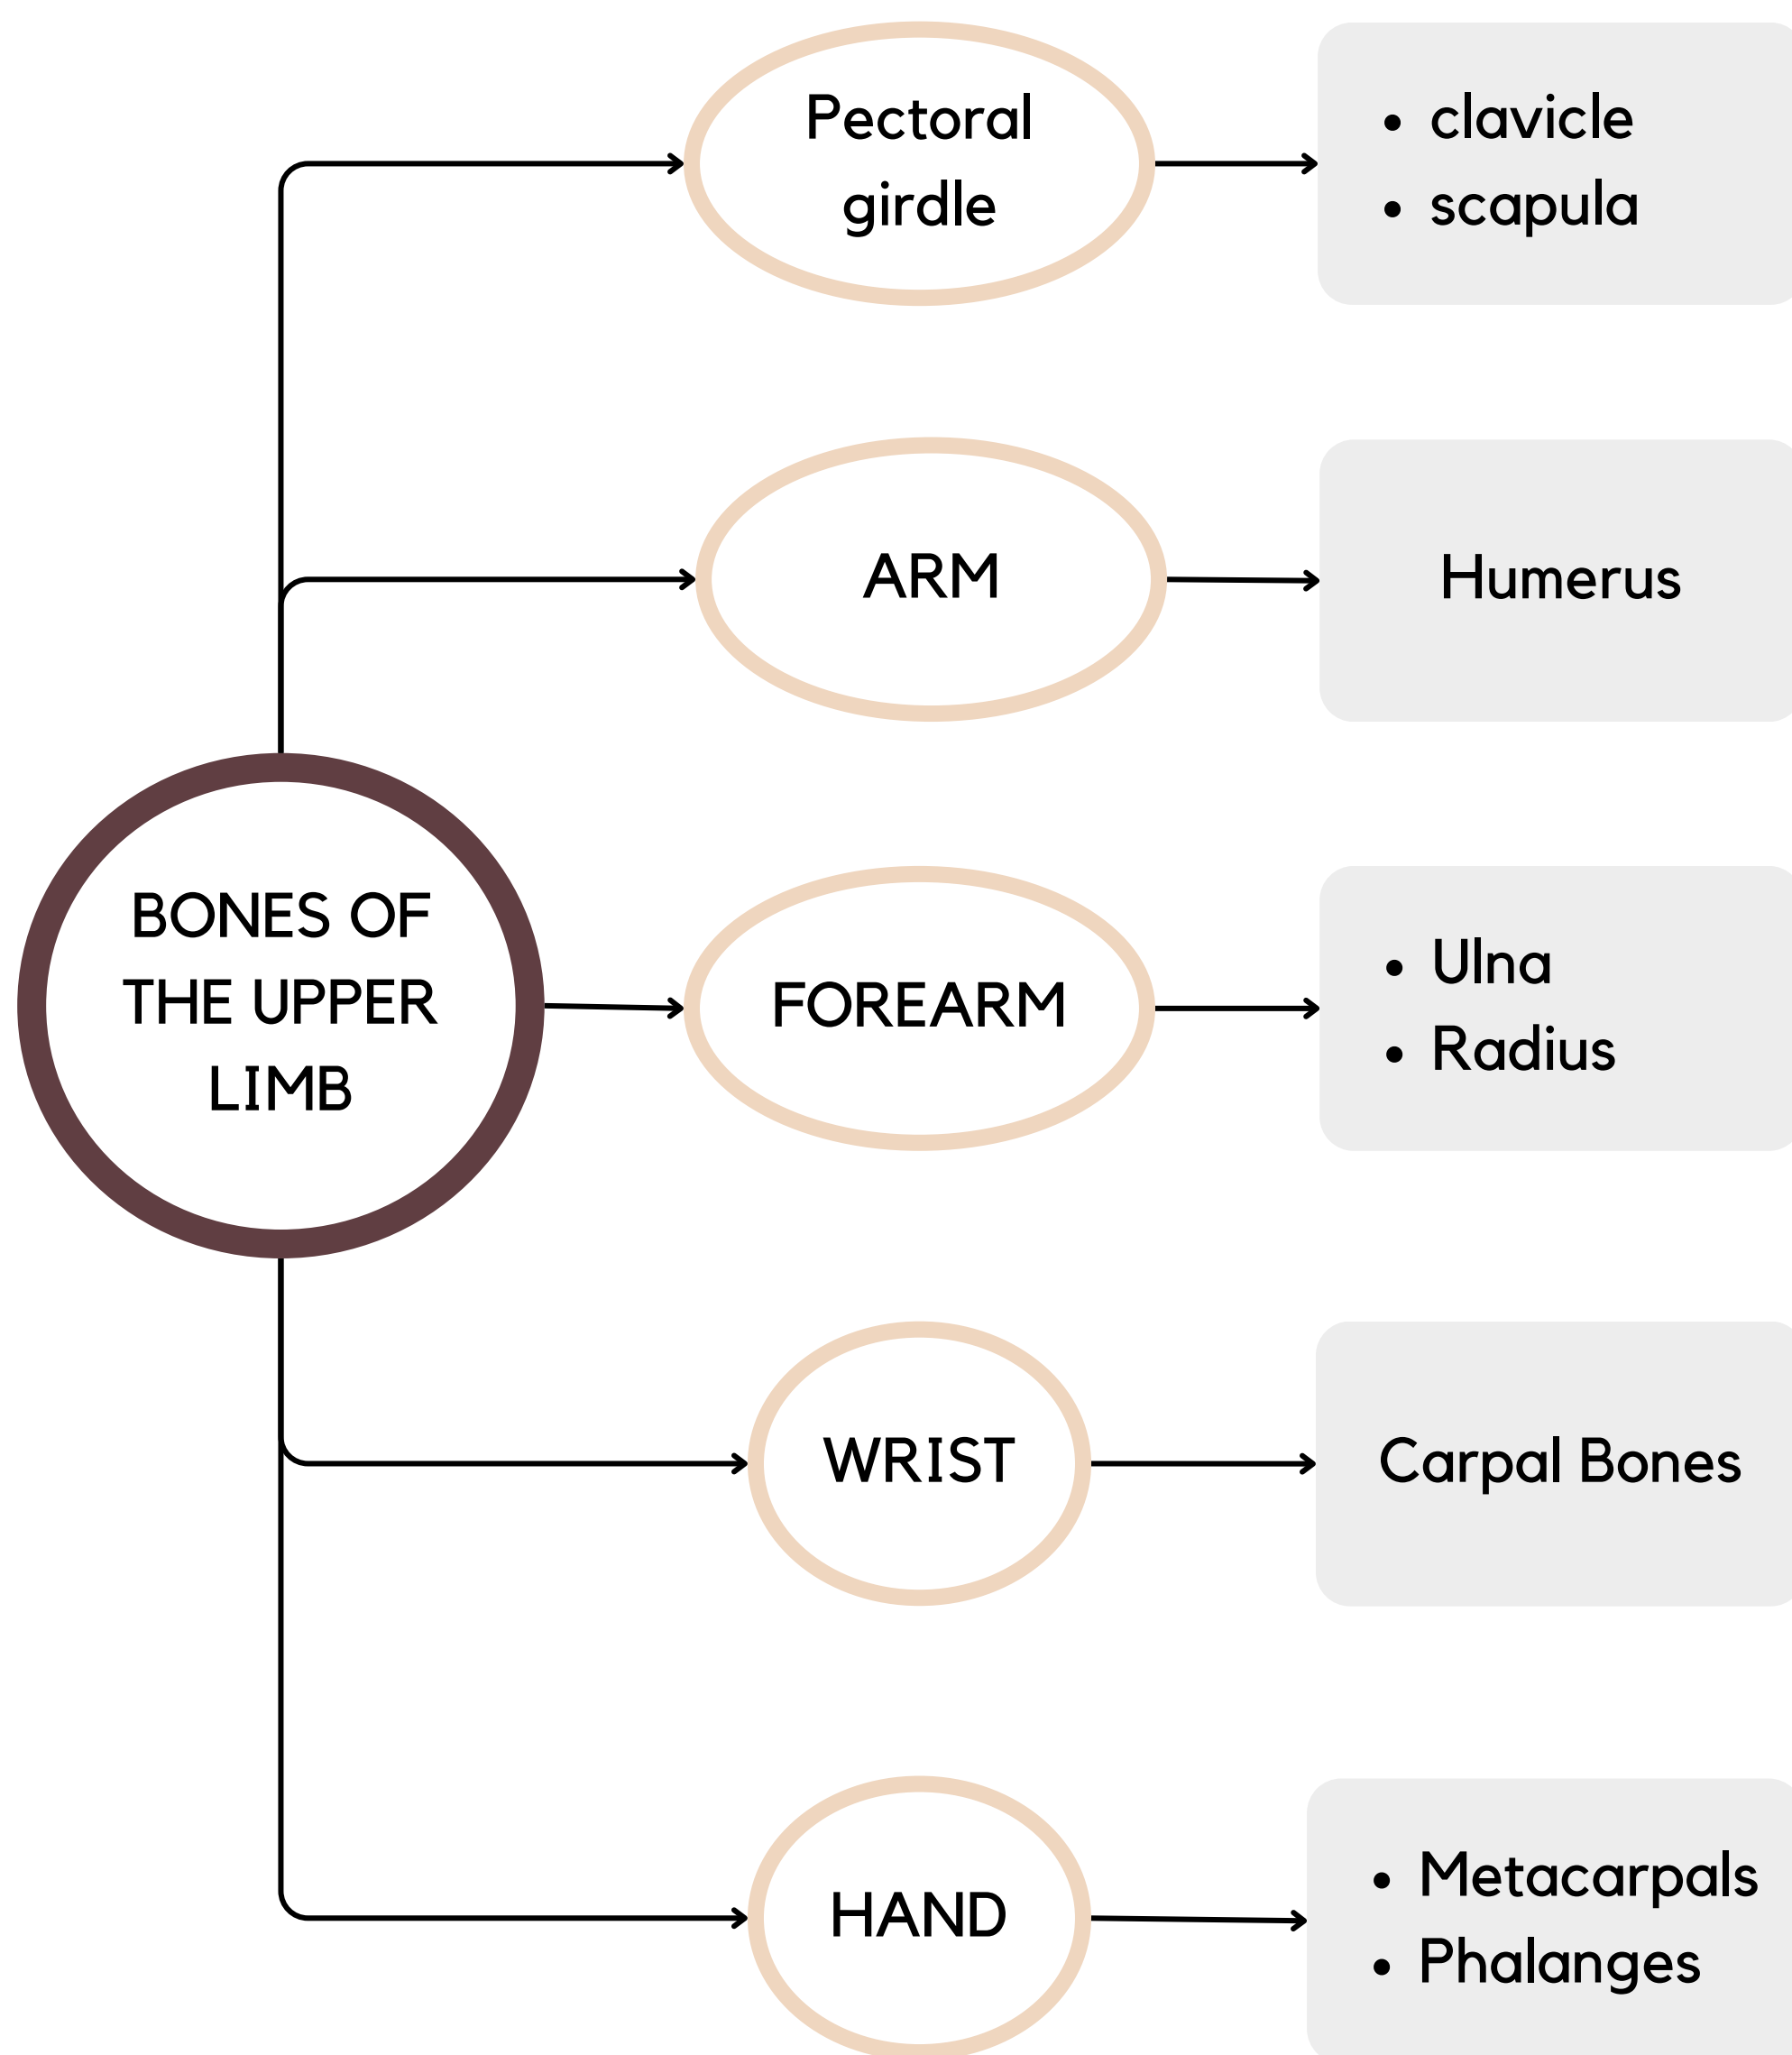 Pectoral
girdle
• clavicle
• scapula
ARM
Humerus
BONES OF
THE UPPER
LIMB
FOREARM
• Ulna
• Radius
WRIST
Carpal Bones
HAND
• Metacarpals
• Phalanges